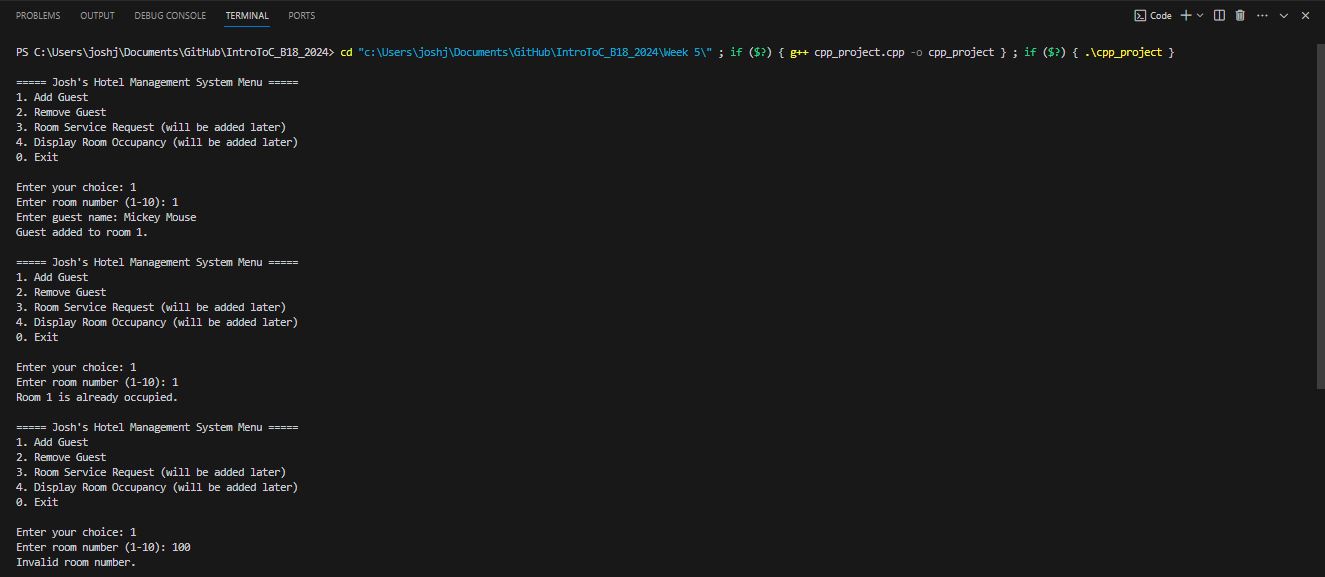 PROBLEMS OUTPUT DEBUG CONSOLE TERMINAL PORTS Code
PS C:\Users\joshj\Documents\GitHub\IntroToC_B18_2024> cd "c:\Users\joshj\Documents\GitHub\IntroToC_B18_2024\Week 5\" ; if ($?) { g++ cpp_project.cpp -o cpp_project } ; if ($?) { .\cpp_project }
===== Josh's Hotel Management System Menu =====
1. Add Guest
2. Remove Guest
3. Room Service Request (will be added later)
4. Display Room Occupancy (will be added later)
0. Exit
Enter your choice: 1
Enter room number (1-10): 1
Enter guest name: Mickey Mouse
Guest added to room 1.
===== Josh's Hotel Management System Menu =====
1. Add Guest
2. Remove Guest
3. Room Service Request (will be added later)
4. Display Room Occupancy (will be added later)
0. Exit
Enter your choice: 1
Enter room number (1-10): 1
Room 1 is already occupied.
===== Josh's Hotel Management System Menu =====
1. Add Guest
2. Remove Guest
3. Room Service Request (will be added later)
4. Display Room Occupancy (will be added later)
0. Exit
Enter your choice: 1
Enter room number (1-10): 100
Invalid room number.